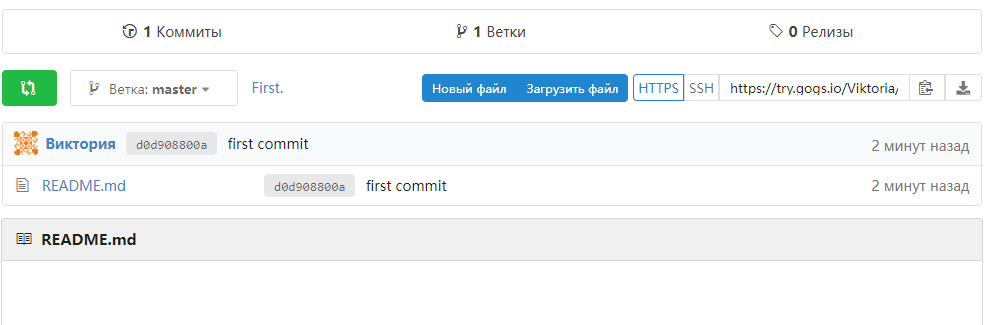 1 Коммиты 1 Ветки 0 Релизы
Ветка: master First. Новый файл Загрузить файл HTTPS SSH https://try.gogs.io/Viktoria/
Виктория d0d908800a first commit 2 минут назад
README.md d0d908800a first commit 2 минут назад
README.md